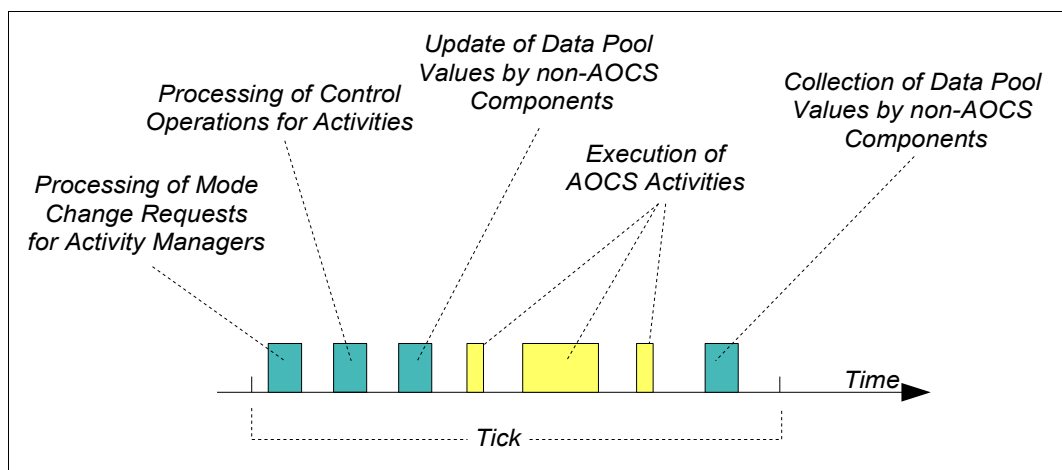 Update of Data Pool
Values by non-AOCS
Components
Collection of Data Pool
Values by non-AOCS
Components
Processing of Control
Operations for Activities
Execution of
AOCS Activities
Processing of Mode
Change Requests
for Activity Managers
Time
Tick